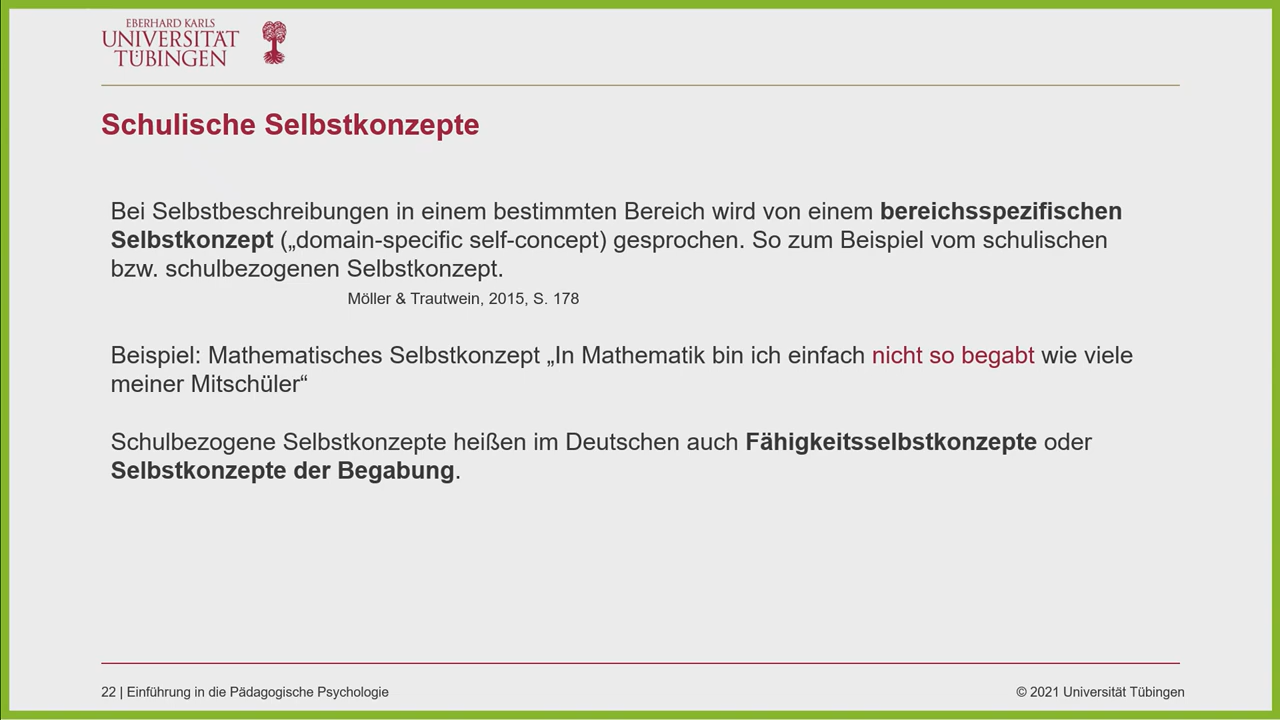 EBERHARD KARLS
UNIVERSITÄT
TÜBINGEN
Schulische Selbstkonzepte
Bei Selbstbeschreibungen in einem bestimmten Bereich wird von einem bereichsspezifischen
Selbstkonzept („domain-specific self-concept) gesprochen. So zum Beispiel vom schulischen
bzw. schulbezogenen Selbstkonzept.
Möller & Trautwein, 2015, S. 178
Beispiel: Mathematisches Selbstkonzept „In Mathematik bin ich einfach nicht so begabt wie viele
meiner Mitschüler“
Schulbezogene Selbstkonzepte heißen im Deutschen auch Fähigkeitsselbstkonzepte oder
Selbstkonzepte der Begabung.
22 | Einführung in die Pädagogische Psychologie
© 2021 Universität Tübingen